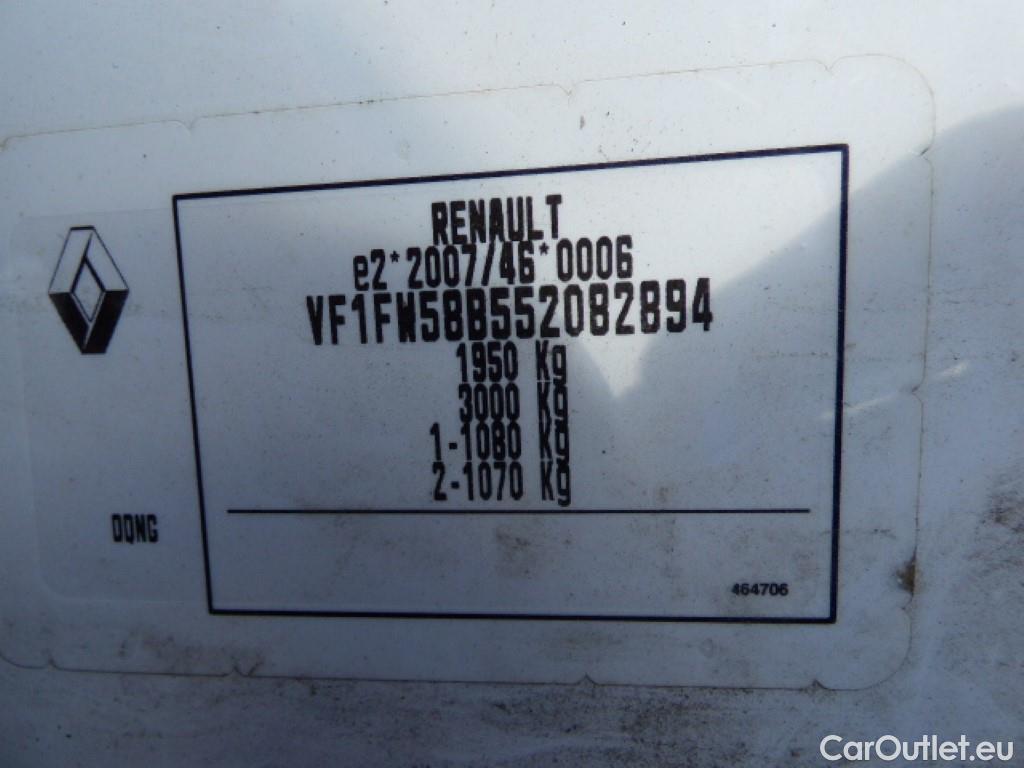 RENAULT
e2*2007/46*0006
VF1FW58B552082894
1950 Kg
3000 Kg
1-1080 Kg
2-1070 Kg
DQNG
464706
CarOutlet.eu